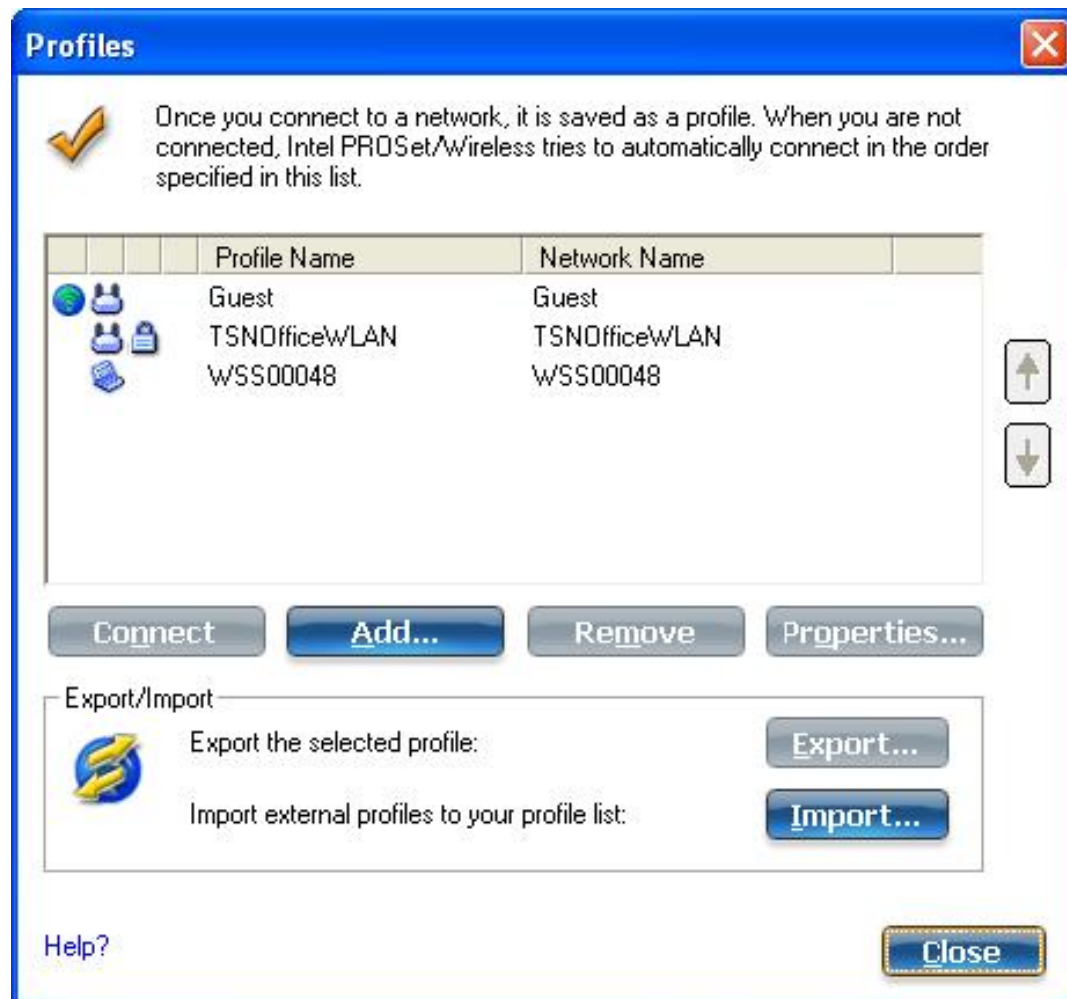 Profiles
Once you connect to a network, it is saved as a profile. When you are not
connected, Intel PROSet/Wireless tries to automatically connect in the order
specified in this list.
Profile Name Network Name
Guest Guest
TSNOfficeWLAN TSNOfficeWLAN
WSS00048 WSS00048
Connect Add... Remove Properties...
Export/Import
Export the selected profile: Export...
Import external profiles to your profile list: Import...
Help? Close